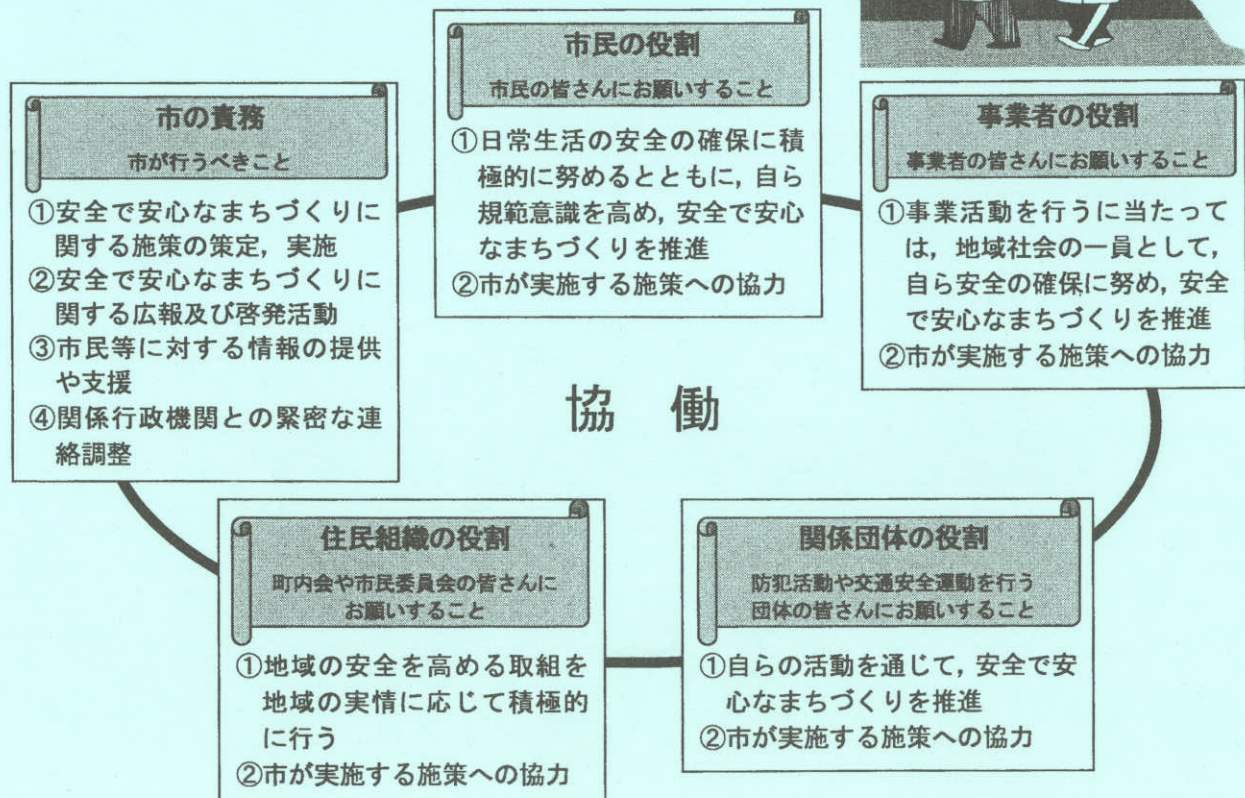 市民の役割
市民の皆さんにお願いすること
①日常生活の安全の確保に積
極的に努めるとともに，自ら
規範意識を高め，安全で安心
なまちづくりを推進
②市が実施する施策への協力
市の責務
市が行うべきこと
①安全で安心なまちづくりに
関する施策の策定，実施
②安全で安心なまちづくりに
関する広報及び啓発活動
③市民等に対する情報の提供
や支援
④関係行政機関との緊密な連
絡調整
事業者の役割
事業者の皆さんにお願いすること
①事業活動を行うに当たって
は，地域社会の一員として，
自ら安全の確保に努め，安全
で安心なまちづくりを推進
②市が実施する施策への協力
協働
住民組織の役割
町内会や市民委員会の皆さんに
お願いすること
①地域の安全を高める取組を
地域の実情に応じて積極的
に行う
②市が実施する施策への協力
関係団体の役割
防犯活動や交通安全運動を行う
団体の皆さんにお願いすること
①自らの活動を通じて，安全で安
心なまちづくりを推進
②市が実施する施策への協力